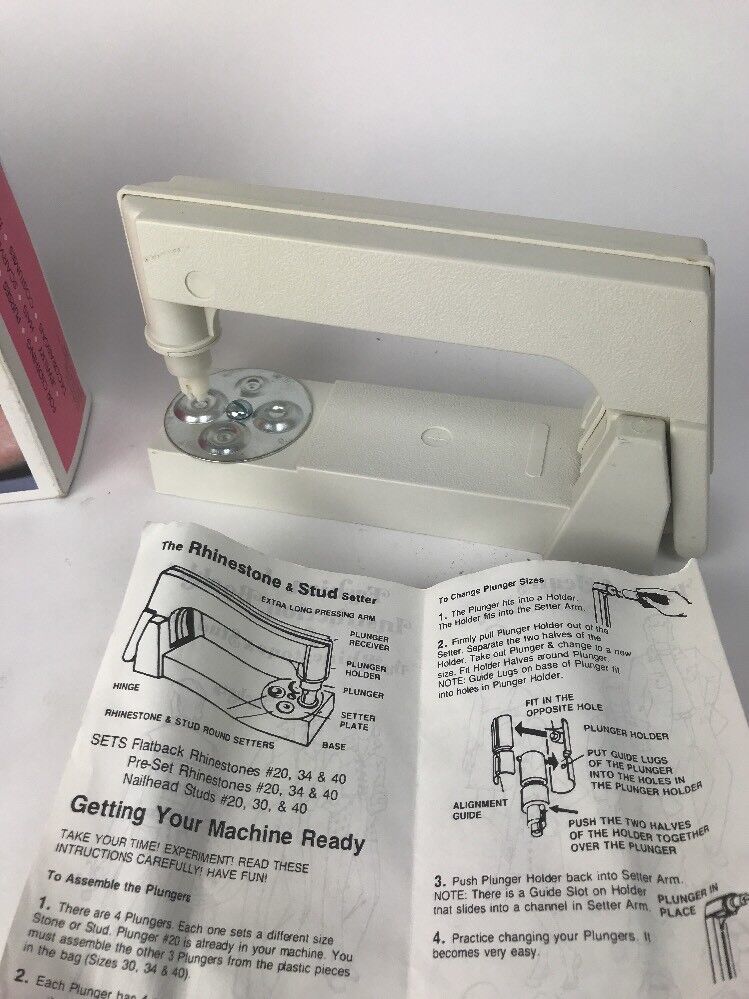 FOR CUSTOMERS
JEWELRY
ACCESSORIES
PURSES
HATS
SCARVES
COSTUMES
The Rhinestone & Stud Setter
EXTRA LONG PRESSING ARM
PLUNGER
RECEIVER
PLUNGER
HOLDER
PLUNGER
HINGE
SETTER
PLATE
RHINESTONE & STUD ROUND SETTERS
BASE
SETS Flatback Rhinestones #20, 34 & 40
Pre-Set Rhinestones #20, 34 & 40
Nailhead Studs #20, 30, & 40
Getting Your Machine Ready
TAKE YOUR TIME! EXPERIMENT! READ THESE
INTRUCTIONS CAREFULLY! HAVE FUN!
To Assemble the Plungers
1. There are 4 Plungers. Each one sets a different size
Stone or Stud. Plunger #20 is already in your machine. You
must assemble the other 3 Plungers from the plastic pieces
in the bag (Sizes 30, 34 & 40).
2. Each Plunger has 4
To Change Plunger Sizes
1. The Plunger fits into a Holder.
The Holder fits into the Setter Arm.
2. Firmly pull Plunger Holder out of the
Setter. Separate the two halves of the
Holder. Take out Plunger & change to a new
size. Fit Holder Halves around Plunger.
NOTE: Guide Lugs on base of Plunger fit
into holes in Plunger Holder.
FIT IN THE
OPPOSITE HOLE
PLUNGER HOLDER
PUT GUIDE LUGS
OF THE PLUNGER
INTO THE HOLES IN
THE PLUNGER HOLDER
ALIGNMENT
GUIDE
PUSH THE TWO HALVES
OF THE HOLDER TOGETHER
OVER THE PLUNGER
3. Push Plunger Holder back into Setter Arm.
NOTE: There is a Guide Slot on Holder
that slides into a channel in Setter Arm.
PLUNGER IN
PLACE
4. Practice changing your Plungers. It
becomes very easy.